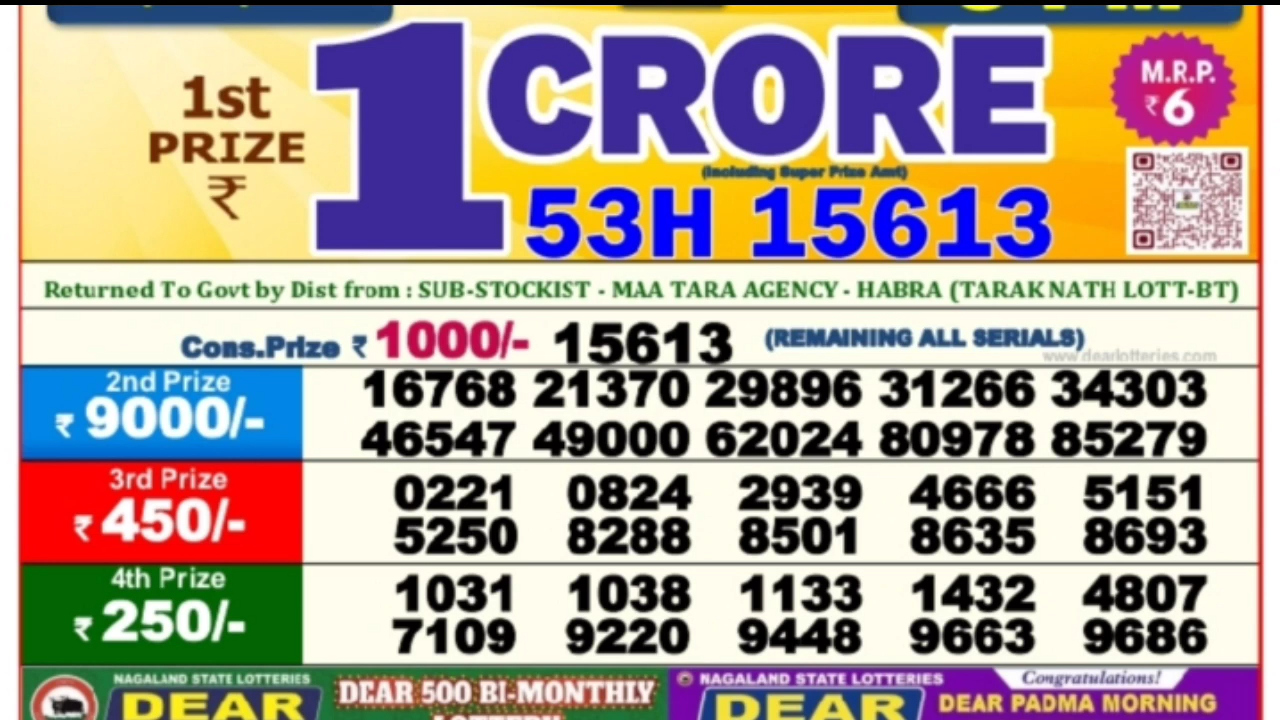 1st
PRIZE
₹
1 CRORE
(Including Super Prize Amt)
53H 15613
M.R.P.
₹6
Returned To Govt by Dist from : SUB-STOCKIST - MAA TARA AGENCY - HABRA (TARAK NATH LOTT-BT)
Cons.Prize ₹ 1000/- 15613 (REMAINING ALL SERIALS)
www.dearlotteries.com
2nd Prize
₹ 9000/-
16768 21370 29896 31266 34303
46547 49000 62024 80978 85279
3rd Prize
₹ 450/-
0221 0824 2939 4666 5151
5250 8288 8501 8635 8693
4th Prize
₹ 250/-
1031 1038 1133 1432 4807
7109 9220 9448 9663 9686
NAGALAND STATE LOTTERIES
DEAR
DEAR 500 BI-MONTHLY
LOTTERY
NAGALAND STATE LOTTERIES
DEAR
Congratulations!
DEAR PADMA MORNING